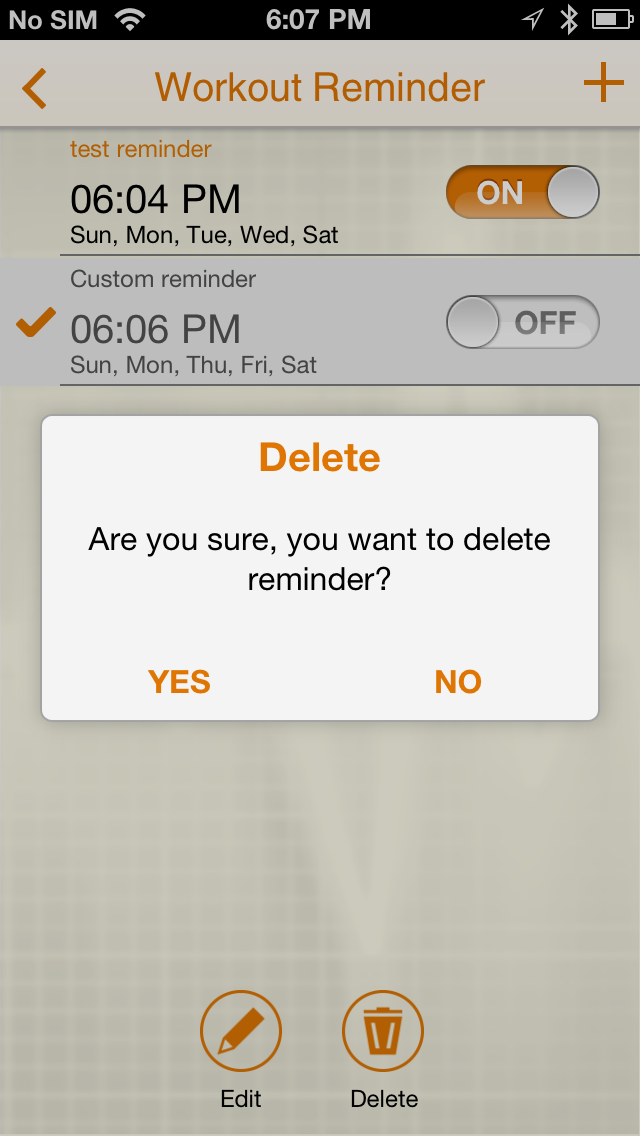 No SIM 6:07 PM
Workout Reminder
test reminder
06:04 PM
ON
Sun, Mon, Tue, Wed, Sat
Custom reminder
06:06 PM
OFF
Sun, Mon, Thu, Fri, Sat
Delete
Are you sure, you want to delete
reminder?
YES NO
Edit Delete